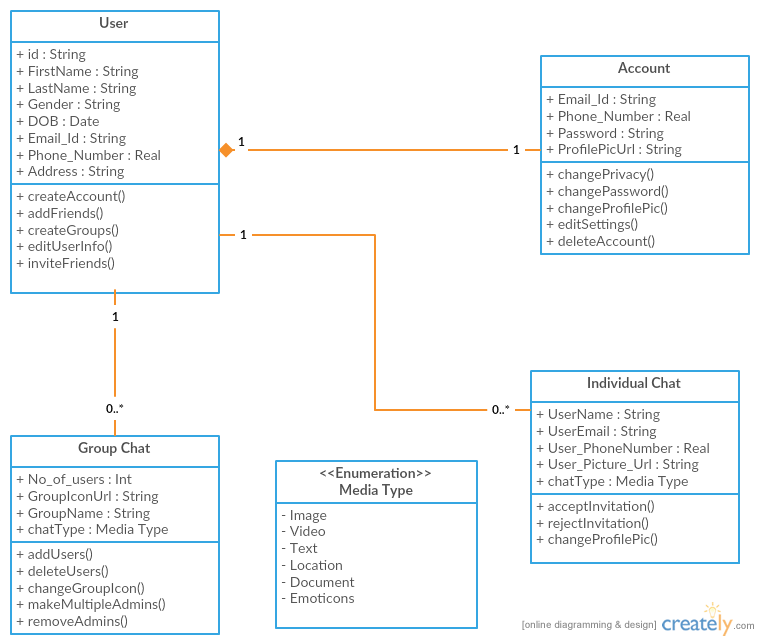 User
+ id : String
+ FirstName : String
+ LastName : String
+ Gender : String
+ DOB : Date
+ Email_Id : String
+ Phone_Number : Real
+ Address : String
+ createAccount()
+ addFriends()
+ createGroups()
+ editUserInfo()
+ inviteFriends()
1
1
Account
+ Email_Id : String
+ Phone_Number : Real
+ Password : String
+ ProfilePicUrl : String
+ changePrivacy()
+ changePassword()
+ changeProfilePic()
+ editSettings()
+ deleteAccount()
1
0..*
1
0..*
Group Chat
+ No_of_users : Int
+ GroupIconUrl : String
+ GroupName : String
+ chatType : Media Type
+ addUsers()
+ deleteUsers()
+ changeGroupIcon()
+ makeMultipleAdmins()
+ removeAdmins()
<<Enumeration>>
Media Type
- Image
- Video
- Text
- Location
- Document
- Emoticons
Individual Chat
+ UserName : String
+ UserEmail : String
+ User_PhoneNumber : Real
+ User_Picture_Url : String
+ chatType : Media Type
+ acceptInvitation()
+ rejectInvitation()
+ changeProfilePic()
[online diagramming & design] creately.com